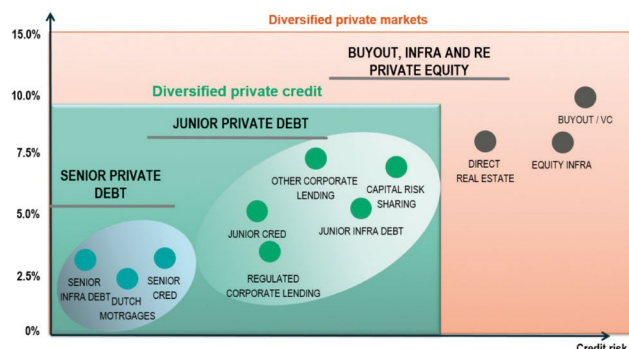 Diversified private markets
15.0%
BUYOUT, INFRA AND RE
PRIVATE EQUITY
10.0%
Diversified private credit
BUYOUT / VC
JUNIOR PRIVATE DEBT
7.5%
DIRECT
REAL ESTATE
EQUITY INFRA
OTHER CORPORATE
LENDING
CAPITAL RISK
SHARING
SENIOR PRIVATE
DEBT
5.0%
JUNIOR CRED
JUNIOR INFRA DEBT
2.5%
SENIOR
INFRA DEBT
DUTCH
MOTRGAGES
SENIOR
CRED
REGULATED
CORPORATE LENDING
0%
Credit risk